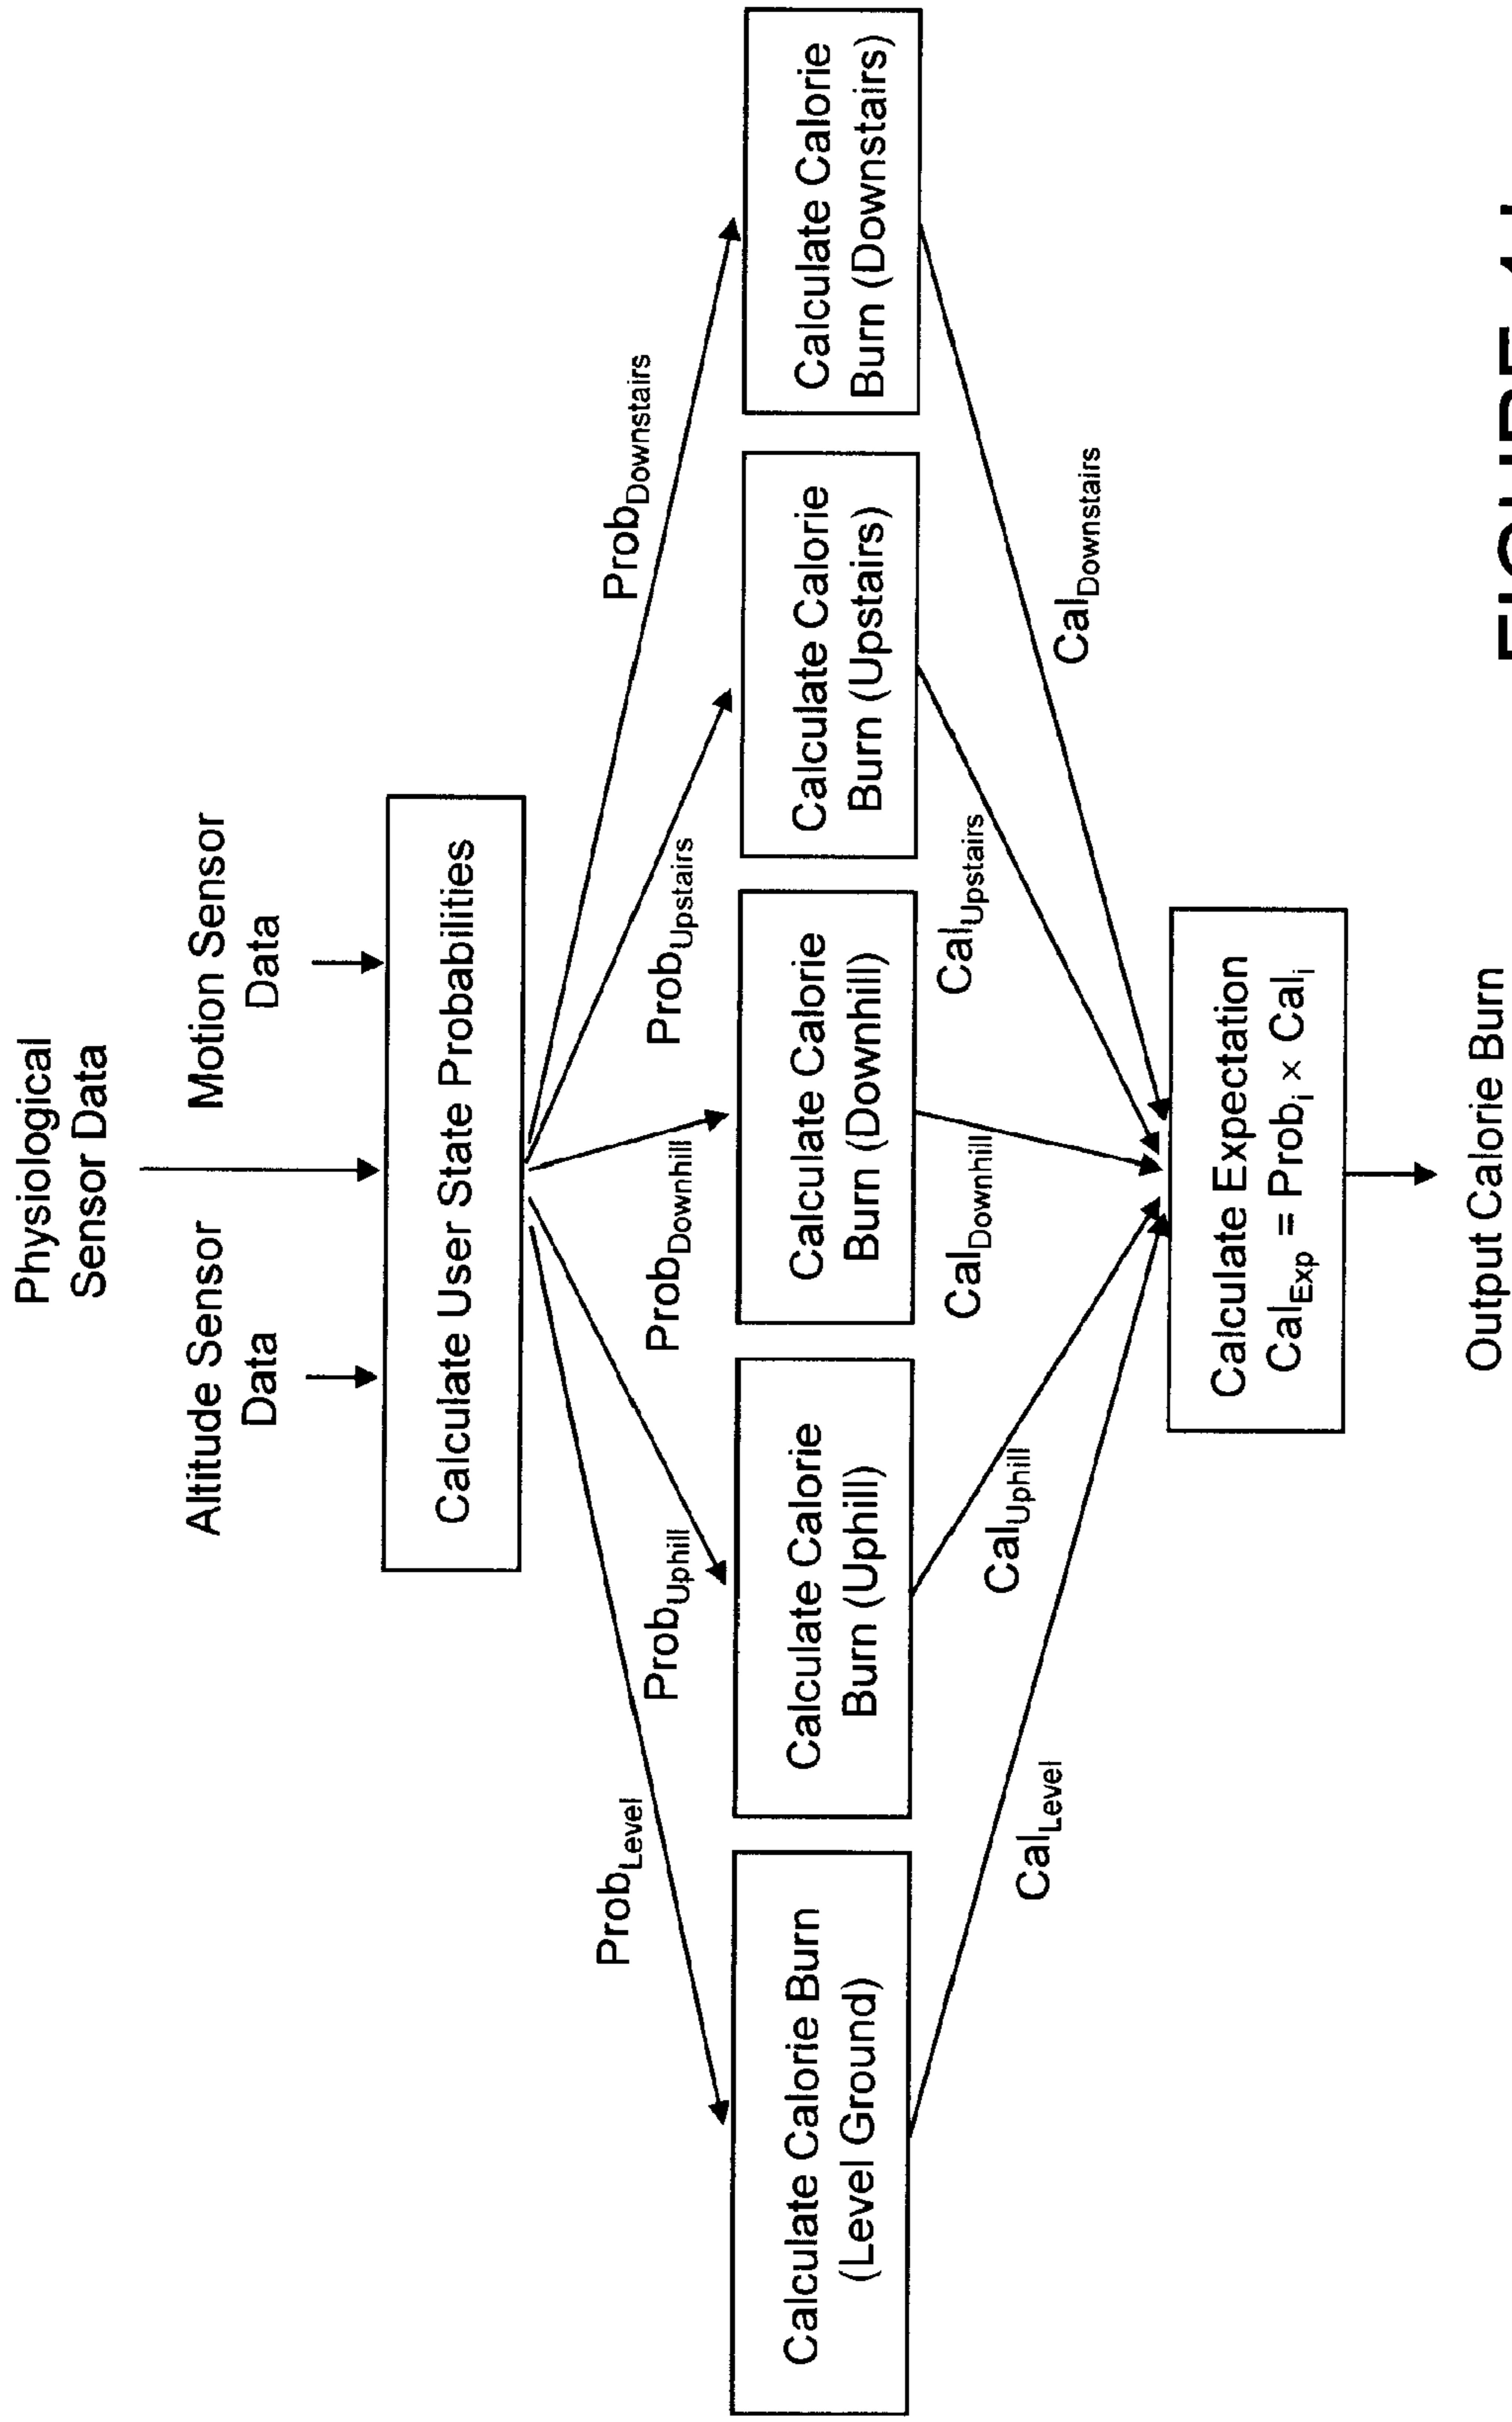 Physiological
Sensor Data
Altitude Sensor
Data
Motion Sensor
Data
Calculate User State Probabilities
Prob_Level
Prob_Uphill
Prob_Downhill
Prob_Upstairs
Prob_Downstairs
Calculate Calorie Burn
(Level Ground)
Calculate Calorie
Burn (Uphill)
Calculate Calorie
Burn (Downhill)
Calculate Calorie
Burn (Upstairs)
Calculate Calorie
Burn (Downstairs)
Cal_Level
Cal_Uphill
Cal_Downhill
Cal_Upstairs
Cal_Downstairs
Calculate Expectation
Cal_Exp = Prob_i × Cal_i
Output Calorie Burn